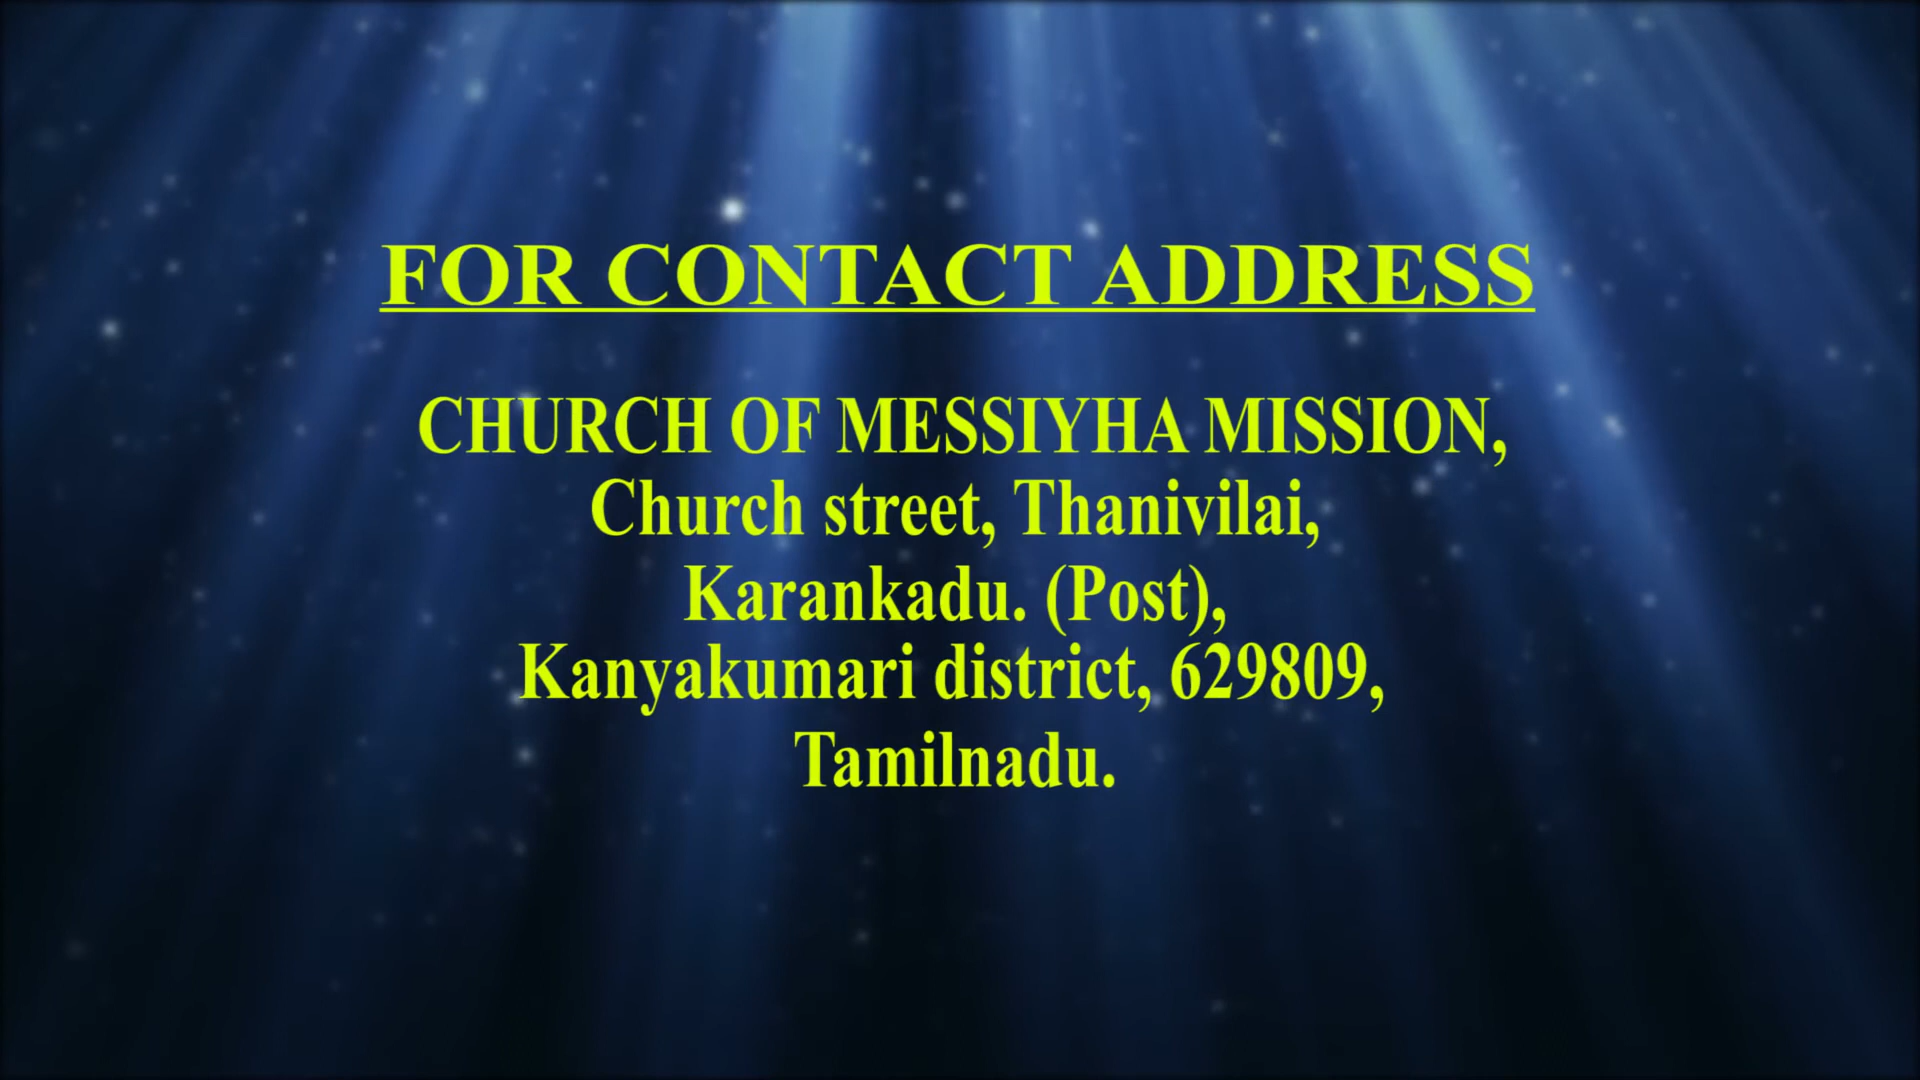 FOR CONTACT ADDRESS
CHURCH OF MESSIYHA MISSION,
Church street, Thanivilai,
Karankadu. (Post),
Kanyakumari district, 629809,
Tamilnadu.